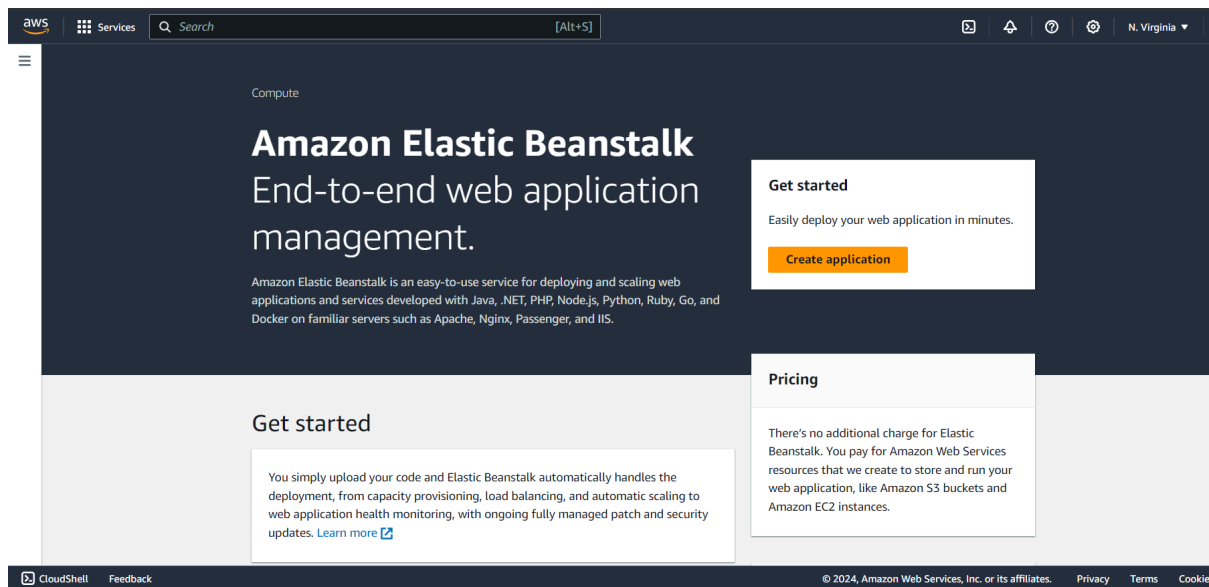 aws
Services
Search
[Alt+S]
N. Virginia
Compute
Amazon Elastic Beanstalk
End-to-end web application
management.
Amazon Elastic Beanstalk is an easy-to-use service for deploying and scaling web
applications and services developed with Java, .NET, PHP, Node.js, Python, Ruby, Go, and
Docker on familiar servers such as Apache, Nginx, Passenger, and IIS.
Get started
Easily deploy your web application in minutes.
Create application
Get started
You simply upload your code and Elastic Beanstalk automatically handles the
deployment, from capacity provisioning, load balancing, and automatic scaling to
web application health monitoring, with ongoing fully managed patch and security
updates. Learn more
Pricing
There's no additional charge for Elastic
Beanstalk. You pay for Amazon Web Services
resources that we create to store and run your
web application, like Amazon S3 buckets and
Amazon EC2 instances.
CloudShell
Feedback
© 2024, Amazon Web Services, Inc. or its affiliates.
Privacy
Terms
Cookie